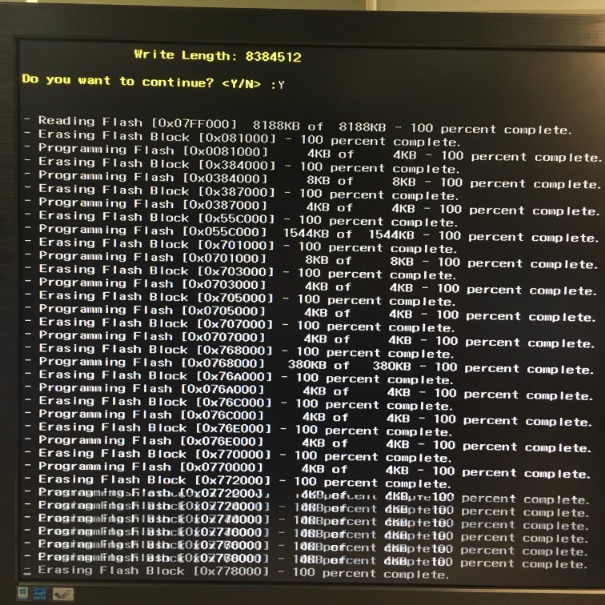 Write Length: 8384512
Do you want to continue? <Y/N> :Y
- Reading Flash [0x07FF000] 8188KB of 8188KB - 100 percent complete.
- Erasing Flash Block [0x081000] - 100 percent complete.
- Programming Flash [0x0081000] 4KB of 4KB - 100 percent complete.
- Erasing Flash Block [0x384000] - 100 percent complete.
- Programming Flash [0x0384000] 8KB of 8KB - 100 percent complete.
- Erasing Flash Block [0x387000] - 100 percent complete.
- Programming Flash [0x0387000] 4KB of 4KB - 100 percent complete.
- Erasing Flash Block [0x55C000] - 100 percent complete.
- Programming Flash [0x055C000] 1544KB of 1544KB - 100 percent complete.
- Erasing Flash Block [0x701000] - 100 percent complete.
- Programming Flash [0x0701000] 8KB of 8KB - 100 percent complete.
- Erasing Flash Block [0x703000] - 100 percent complete.
- Programming Flash [0x0703000] 4KB of 4KB - 100 percent complete.
- Erasing Flash Block [0x705000] - 100 percent complete.
- Programming Flash [0x0705000] 4KB of 4KB - 100 percent complete.
- Erasing Flash Block [0x707000] - 100 percent complete.
- Programming Flash [0x0707000] 4KB of 4KB - 100 percent complete.
- Erasing Flash Block [0x768000] - 100 percent complete.
- Programming Flash [0x0768000] 380KB of 380KB - 100 percent complete.
- Erasing Flash Block [0x76A000] - 100 percent complete.
- Programming Flash [0x076A000] 4KB of 4KB - 100 percent complete.
- Erasing Flash Block [0x76C000] - 100 percent complete.
- Programming Flash [0x076C000] 4KB of 4KB - 100 percent complete.
- Erasing Flash Block [0x76E000] - 100 percent complete.
- Programming Flash [0x076E000] 4KB of 4KB - 100 percent complete.
- Erasing Flash Block [0x770000] - 100 percent complete.
- Programming Flash [0x0770000] 4KB of 4KB - 100 percent complete.
- Erasing Flash Block [0x772000] - 100 percent complete.
percent complete.
percent complete.
percent complete.
percent complete.
percent complete.
- Erasing Flash Block [0x778000] - 100 percent complete.